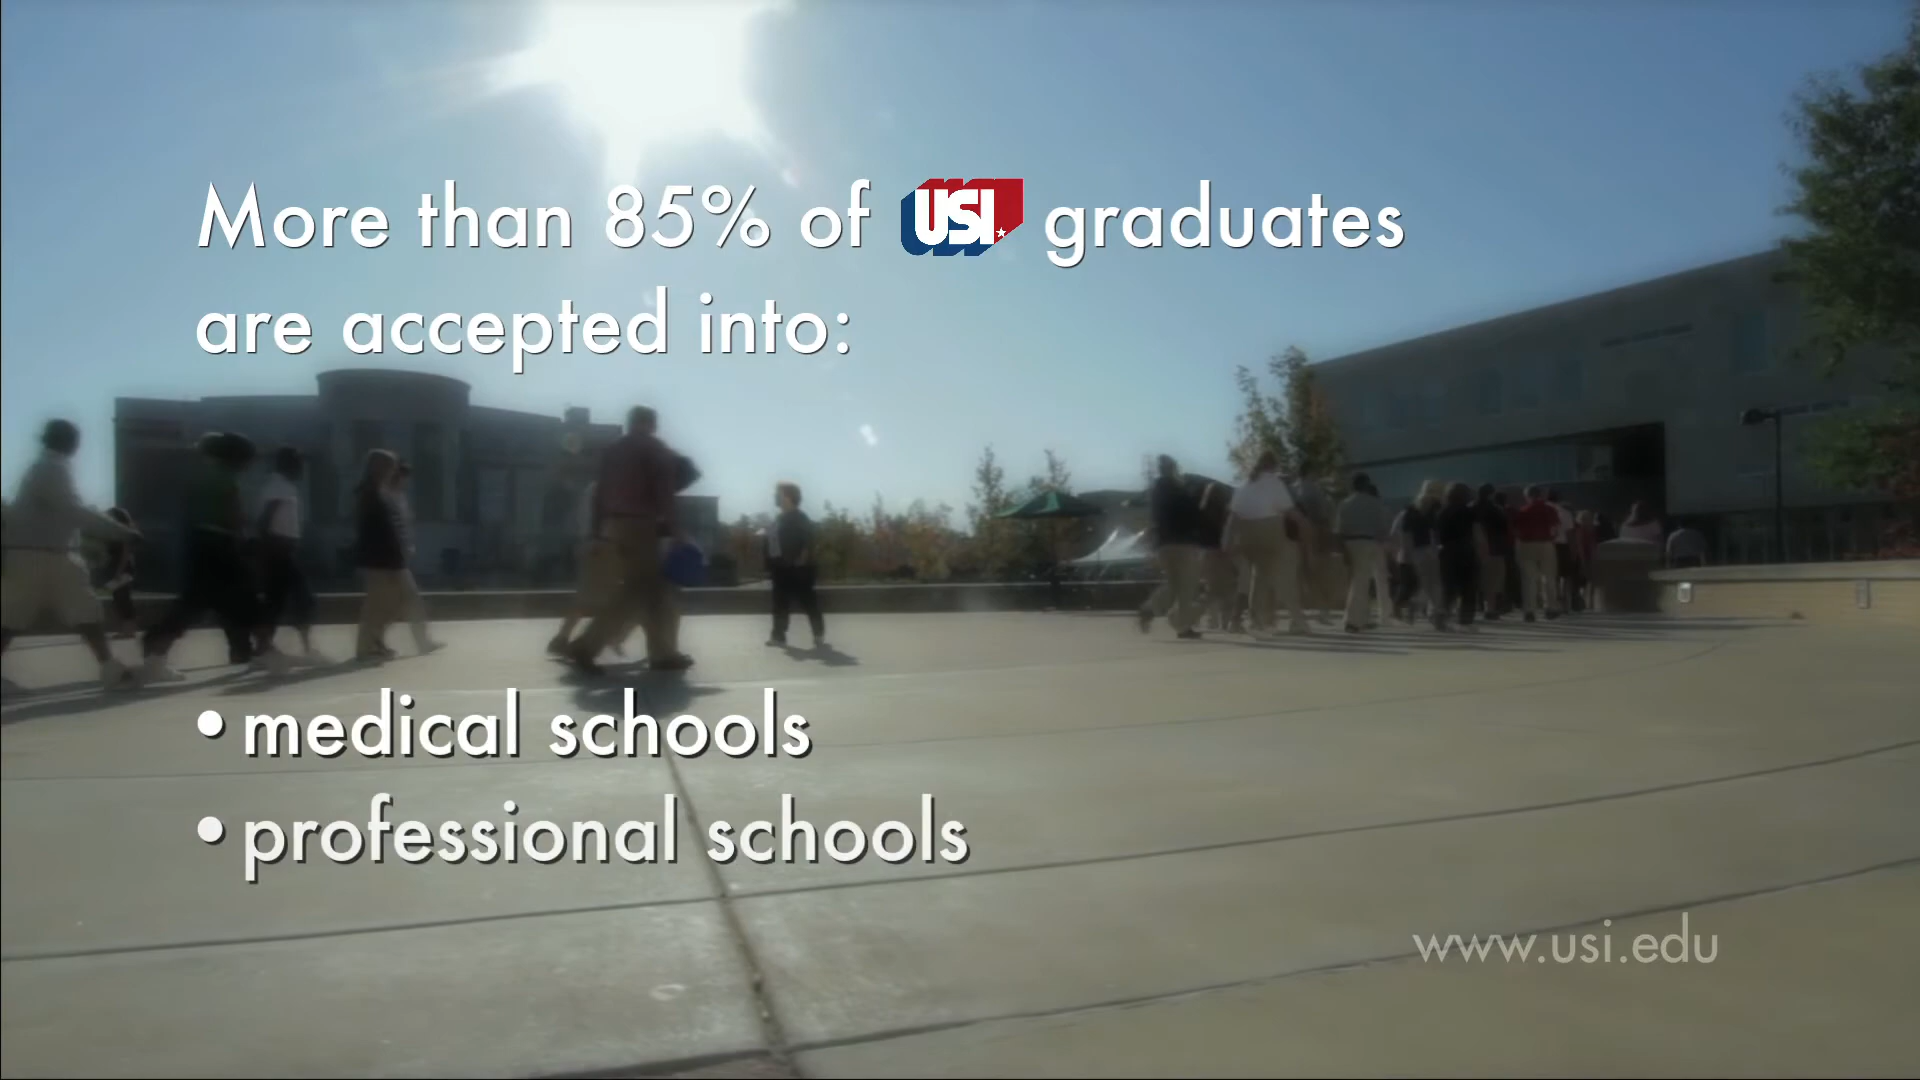 More than 85% of USI graduates
are accepted into:
•medical schools
•professional schools
www.usi.edu